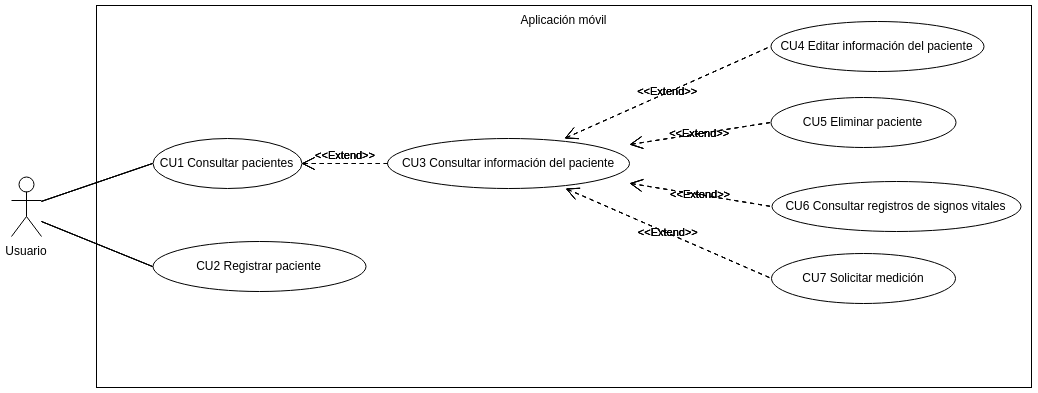 Aplicación móvil
CU4 Editar información del paciente
<<Extend>>
CU5 Eliminar paciente
<<Extend>>
CU1 Consultar pacientes
<<Extend>>
CU3 Consultar información del paciente
<<Extend>>
CU6 Consultar registros de signos vitales
<<Extend>>
Usuario
CU2 Registrar paciente
CU7 Solicitar medición